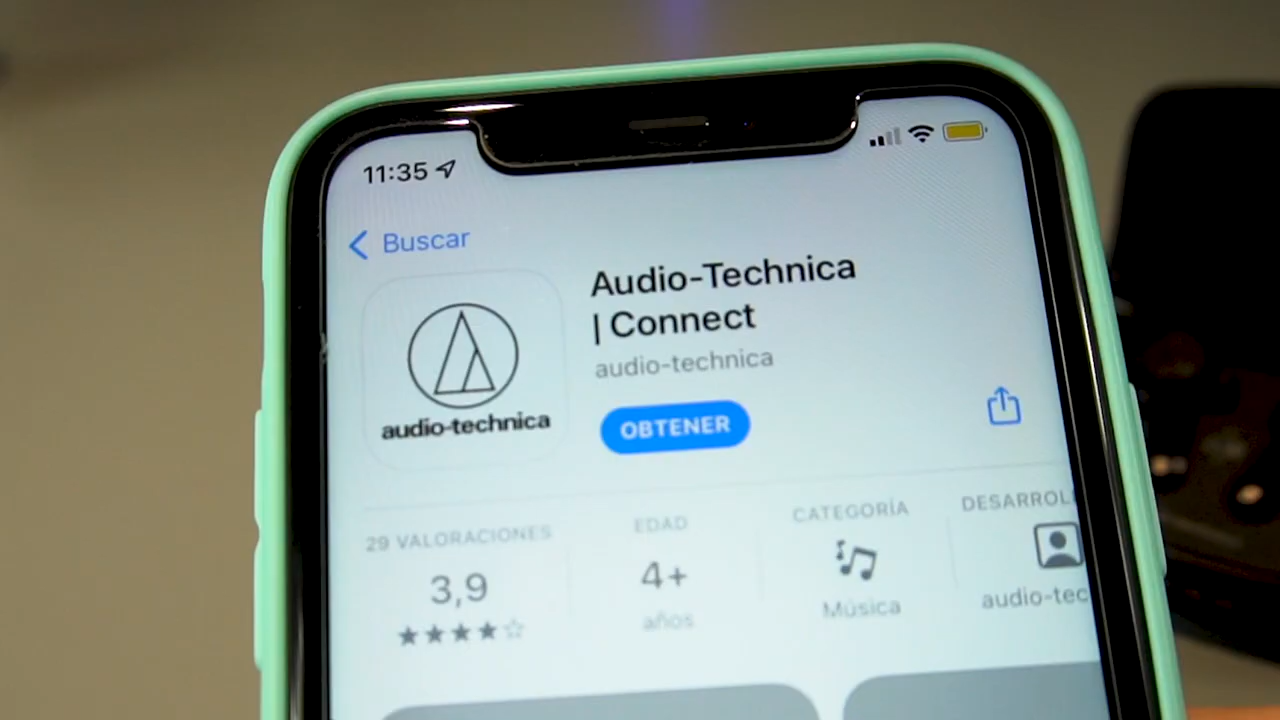 11:35
Buscar
Audio-Technica
| Connect
audio-technica
OBTENER
audio-technica
29 VALORACIONES
3,9
EDAD
4+
años
CATEGORÍA
Música
DESARROL
audio-tec